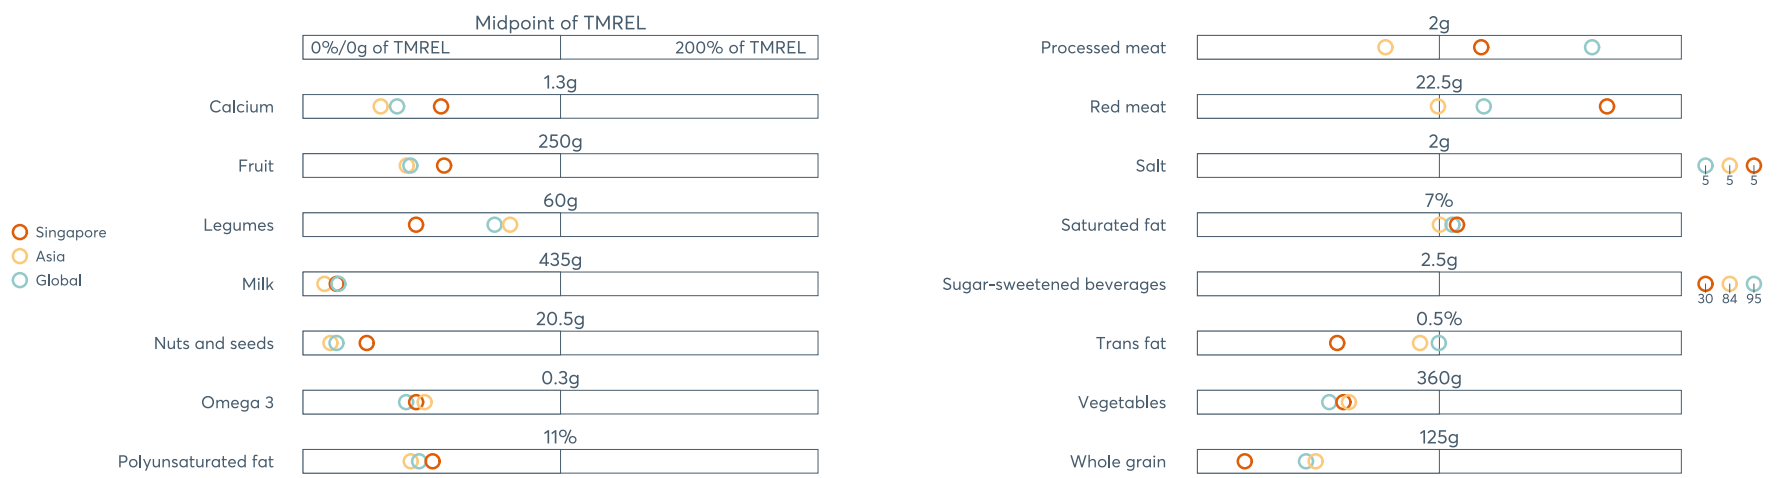 Midpoint of TMREL
0%/0g of TMREL
200% of TMREL
1.3g
Calcium
250g
Fruit
60g
Legumes
435g
Milk
20.5g
Nuts and seeds
0.3g
Omega 3
11%
Polyunsaturated fat
Singapore
Asia
Global
2g
Processed meat
22.5g
Red meat
2g
Salt
5 5 5
7%
Saturated fat
2.5g
Sugar-sweetened beverages
30 84 95
0.5%
Trans fat
360g
Vegetables
125g
Whole grain